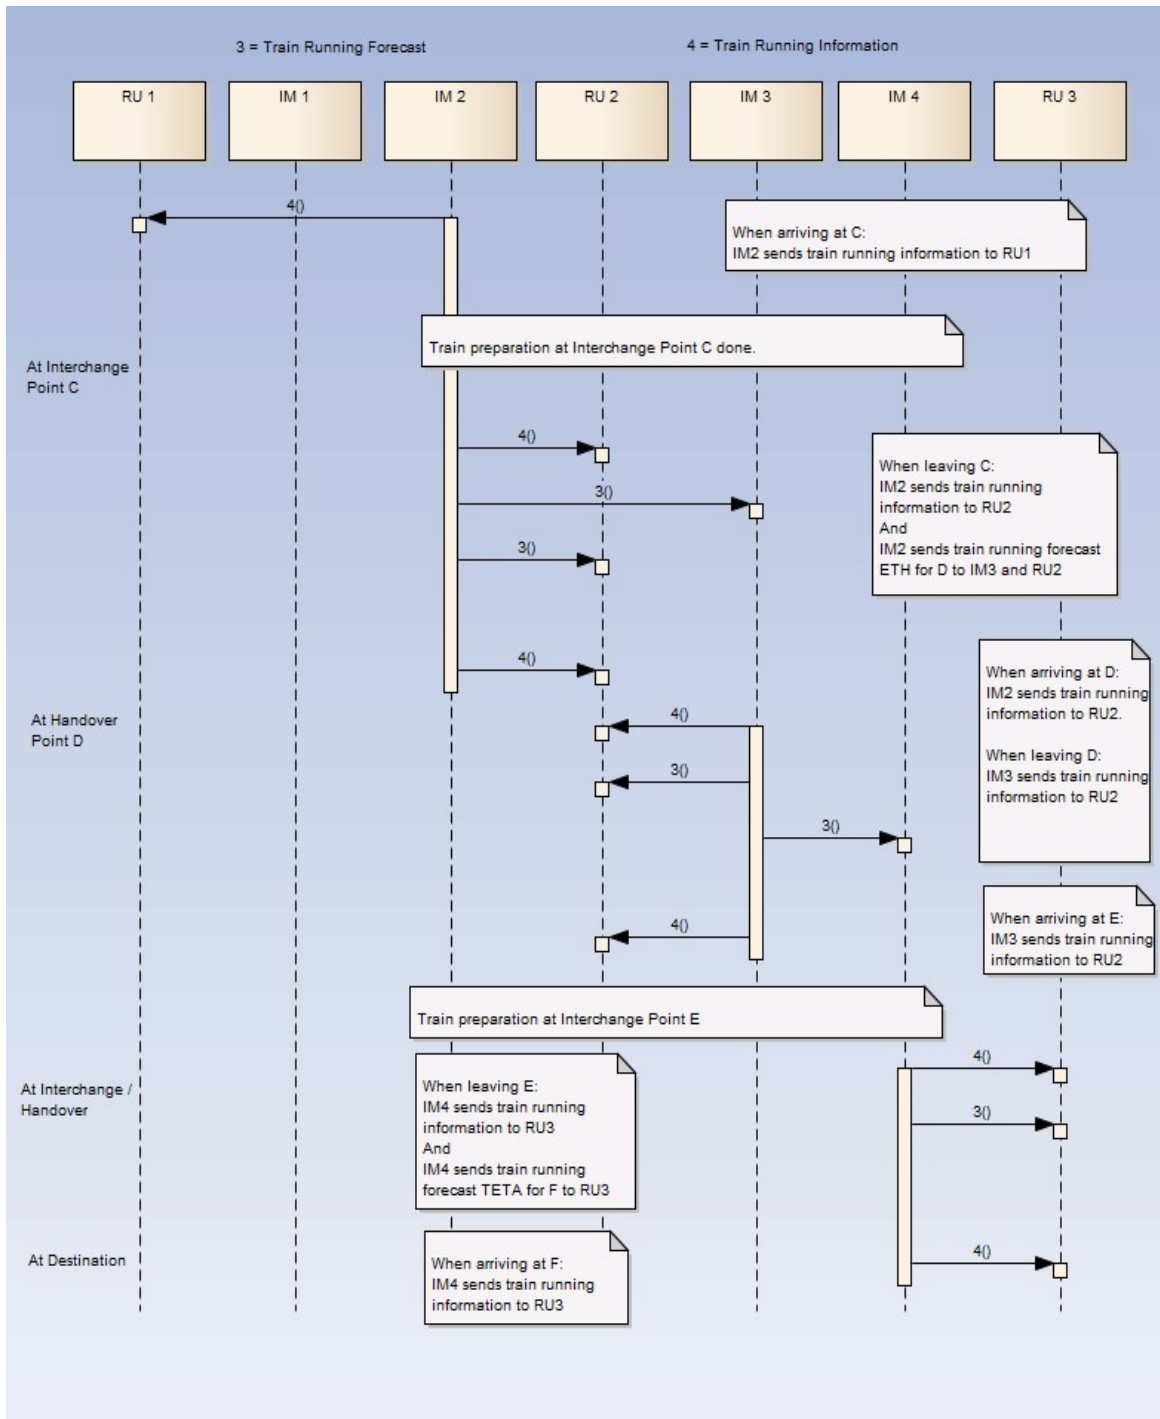 3 = Train Running Forecast
4 = Train Running Information
RU 1
IM 1
IM 2
RU 2
IM 3
IM 4
RU 3
4()
When arriving at C:
IM2 sends train running information to RU1
Train preparation at Interchange Point C done.
At Interchange
Point C
4()
When leaving C:
IM2 sends train running
information to RU2
And
IM2 sends train running forecast
ETH for D to IM3 and RU2
3()
3()
4()
When arriving at D:
IM2 sends train running
information to RU2.
When leaving D:
IM3 sends train running
information to RU2
At Handover
Point D
4()
3()
3()
4()
When arriving at E:
IM3 sends train running
information to RU2
Train preparation at Interchange Point E
At Interchange /
Handover
When leaving E:
IM4 sends train running
information to RU3
And
IM4 sends train running
forecast TETA for F to RU3
4()
3()
At Destination
When arriving at F:
IM4 sends train running
information to RU3
4()